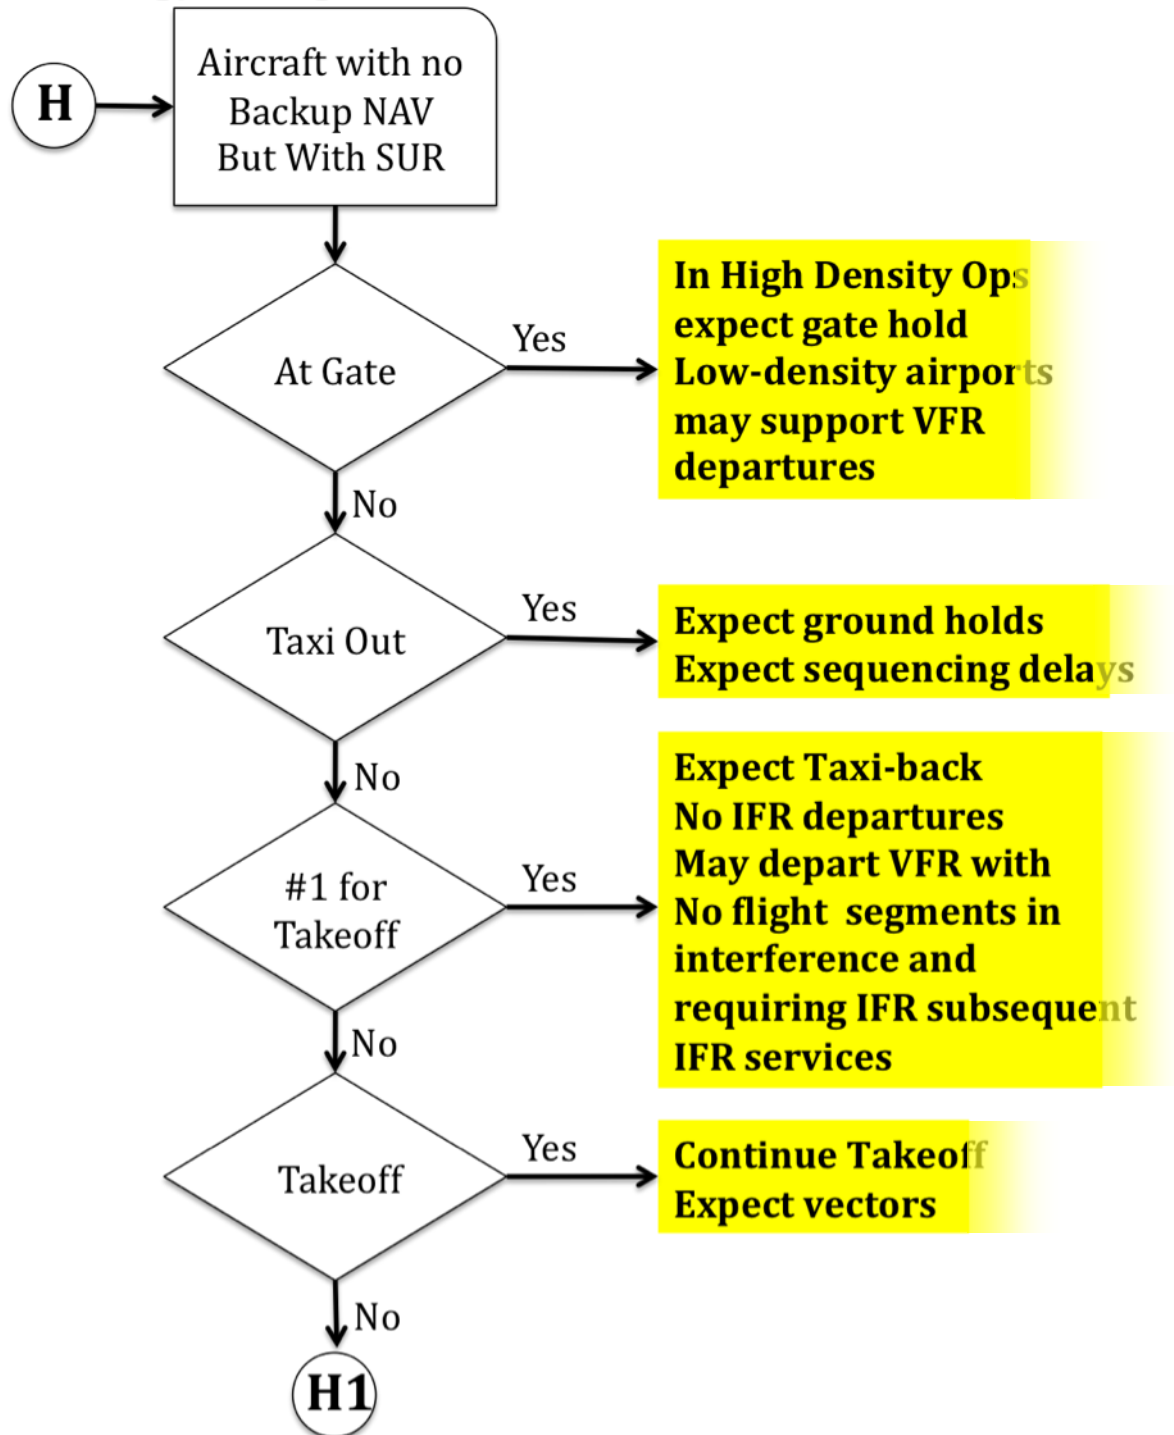 H
Aircraft with no
Backup NAV
But With SUR
At Gate
Yes
In High Density Ops
expect gate hold
Low-density airports
may support VFR
departures
No
Taxi Out
Yes
Expect ground holds
Expect sequencing delays
No
#1 for
Takeoff
Yes
Expect Taxi-back
No IFR departures
May depart VFR with
No flight segments in
interference and
requiring IFR subsequent
IFR services
No
Takeoff
Yes
Continue Takeoff
Expect vectors
No
H1